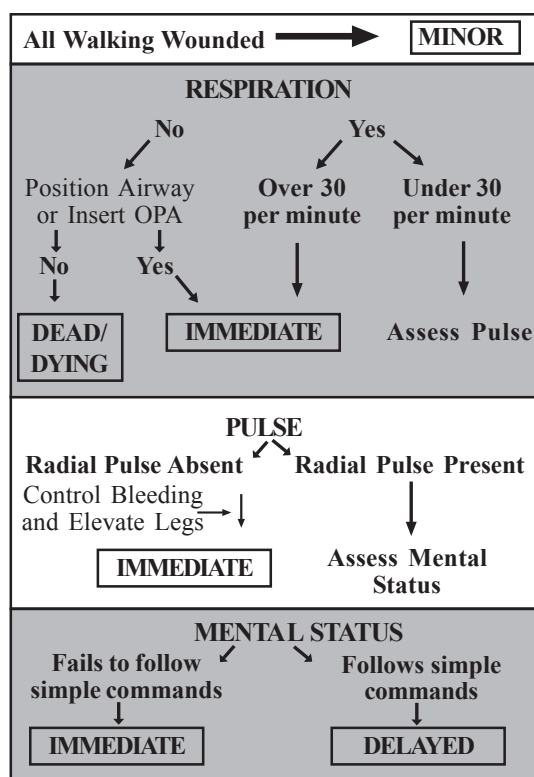 All Walking Wounded MINOR
RESPIRATION
No Yes
Position Airway
or Insert OPA
Over 30
per minute
Under 30
per minute
No Yes
DEAD/
DYING
IMMEDIATE
Assess Pulse
PULSE
Radial Pulse Absent Radial Pulse Present
Control Bleeding
and Elevate Legs
IMMEDIATE
Assess Mental
Status
MENTAL STATUS
Fails to follow
simple commands
Follows simple
commands
IMMEDIATE
DELAYED